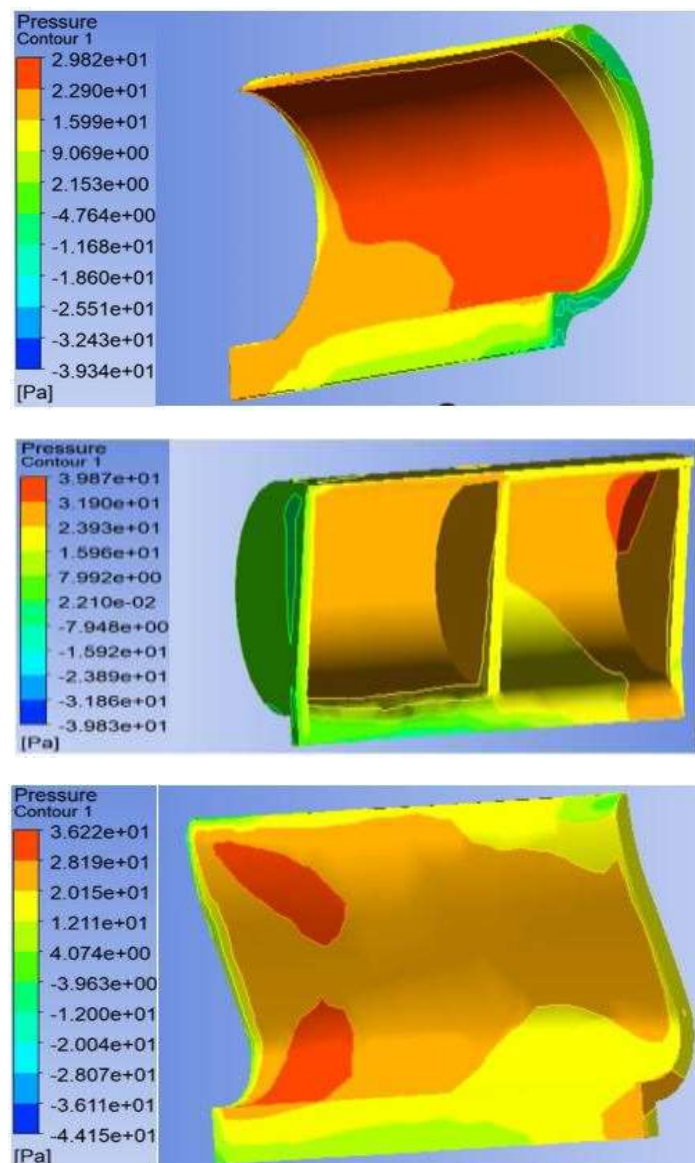 Pressure
Contour 1
2.982e+01
2.290e+01
1.599e+01
9.069e+00
2.153e+00
-4.764e+00
-1.168e+01
-1.860e+01
-2.551e+01
-3.243e+01
-3.934e+01
[Pa]
Pressure
Contour 1
3.987e+01
3.190e+01
2.393e+01
1.596e+01
7.992e+00
2.210e-02
-7.948e+00
-1.592e+01
-2.389e+01
-3.186e+01
-3.983e+01
[Pa]
Pressure
Contour 1
3.622e+01
2.819e+01
2.015e+01
1.211e+01
4.074e+00
-3.963e+00
-1.200e+01
-2.004e+01
-2.807e+01
-3.611e+01
-4.415e+01
[Pa]